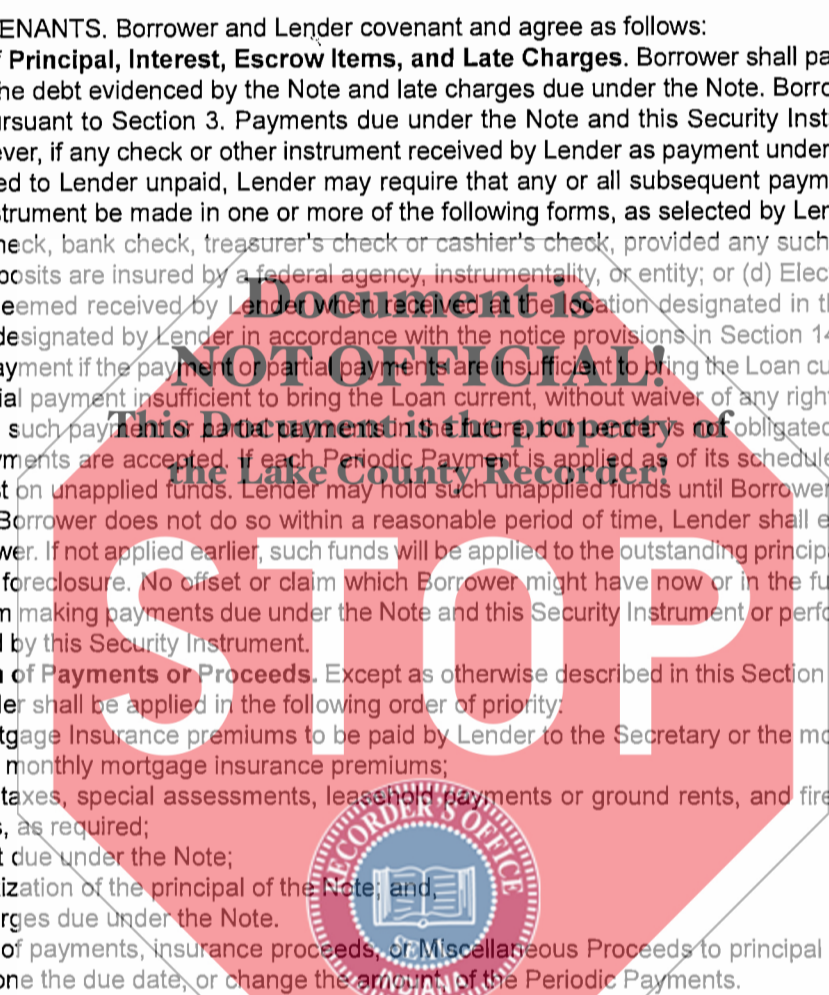 ENANTS. Borrower and Lender covenant and agree as follows:
f Principal, Interest, Escrow Items, and Late Charges. Borrower shall pa
he debt evidenced by the Note and late charges due under the Note. Borro
ursuant to Section 3. Payments due under the Note and this Security Inst
ever, if any check or other instrument received by Lender as payment under
ed to Lender unpaid, Lender may require that any or all subsequent paym
strument be made in one or more of the following forms, as selected by Len
heck, bank check, treasurer's check or cashier's check, provided any such
posits are insured by a federal agency, instrumentality, or entity; or (d) Elec
eemed received by Lender when received at the location designated in t
designated by Lender in accordance with the notice provisions in Section 14
ayment if the payment or partial payments are insufficient to bring the Loan cu
ial payment insufficient to bring the Loan current, without waiver of any righ
such payment or partial payments in the future, but Lender is not obligated
yments are accepted. If each Periodic Payment is applied as of its schedule
t on unapplied funds. Lender may hold such unapplied funds until Borrower
Borrower does not do so within a reasonable period of time, Lender shall e
wer. If not applied earlier, such funds will be applied to the outstanding princip
foreclosure. No offset or claim which Borrower might have now or in the fu
m making payments due under the Note and this Security Instrument or perfo
d by this Security Instrument.
n of Payments or Proceeds. Except as otherwise described in this Section
der shall be applied in the following order of priority:
tgage Insurance premiums to be paid by Lender to the Secretary or the mo
monthly mortgage insurance premiums;
taxes, special assessments, leasehold payments or ground rents, and fire
s, as required;
t due under the Note;
ization of the principal of the Note; and,
rges due under the Note.
of payments, insurance proceeds, or Miscellaneous Proceeds to principal
one the due date, or change the amount, of the Periodic Payments.
Document is
NOT OFFICIAL!
This Document is the property of
the Lake County Recorder!
STOP
RECORDER'S OFFICE
SEAL
INDIANA